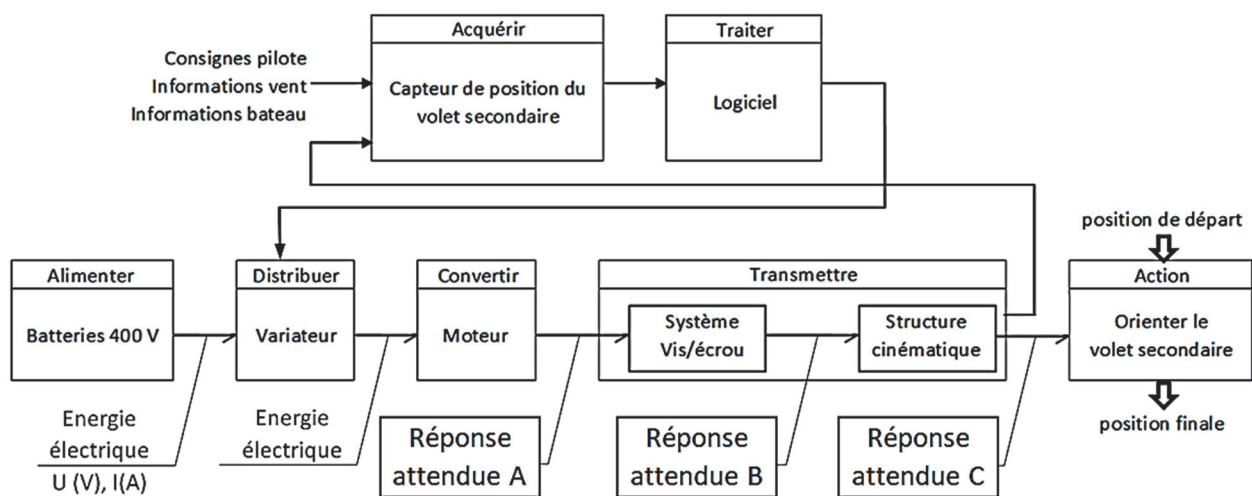 Acquérir
Traiter
Consignes pilote
Informations vent
Informations bateau
Capteur de position du
volet secondaire
Logiciel
position de départ
Alimenter
Distribuer
Convertir
Transmettre
Action
Batteries 400 V
Variateur
Moteur
Système
Vis/écrou
Structure
cinématique
Orienter le
volet secondaire
Energie
électrique
U (V), I(A)
Energie
électrique
Réponse
attendue A
Réponse
attendue B
Réponse
attendue C
position finale